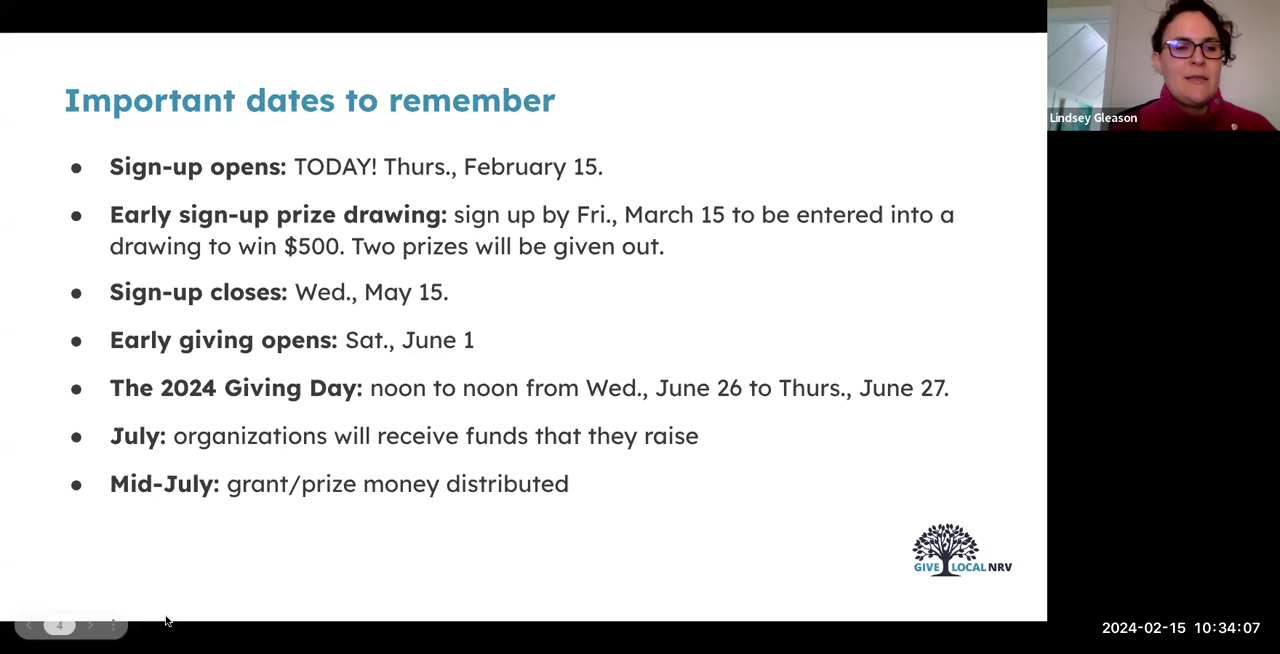 Important dates to remember
Lindsey Gleason
● Sign-up opens: TODAY! Thurs., February 15.
● Early sign-up prize drawing: sign up by Fri., March 15 to be entered into a
drawing to win $500. Two prizes will be given out.
● Sign-up closes: Wed., May 15.
● Early giving opens: Sat., June 1
● The 2024 Giving Day: noon to noon from Wed., June 26 to Thurs., June 27.
● July: organizations will receive funds that they raise
● Mid-July: grant/prize money distributed
GIVE LOCAL NRV
4
2024-02-15 10:34:07